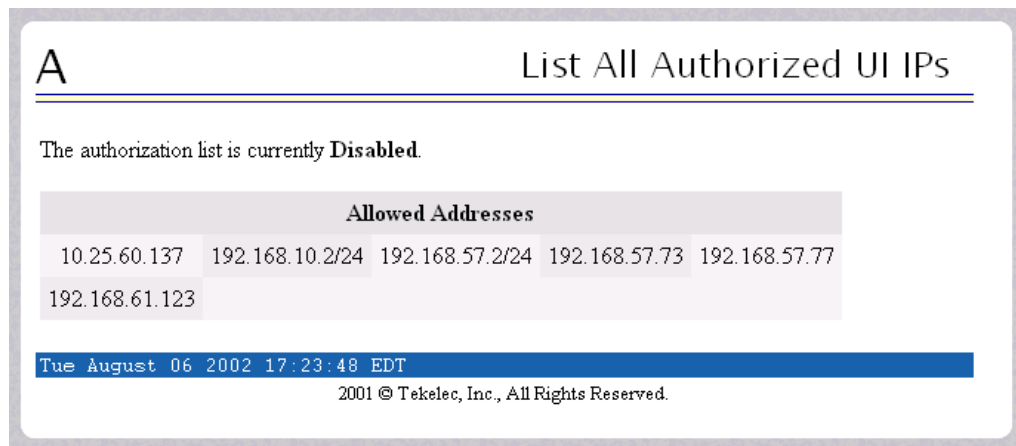 A List All Authorized UI IPs
The authorization list is currently Disabled.
Allowed Addresses
10.25.60.137 192.168.10.2/24 192.168.57.2/24 192.168.57.73 192.168.57.77
192.168.61.123
Tue August 06 2002 17:23:48 EDT
2001 © Tekelec, Inc., All Rights Reserved.